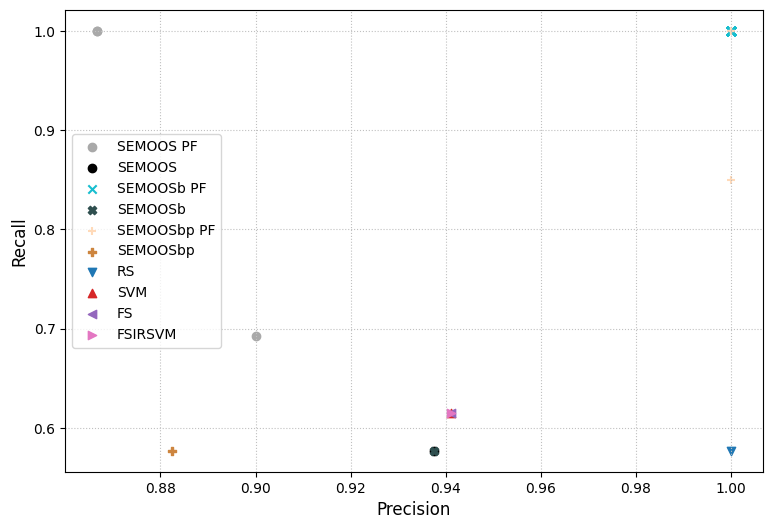 1.0
0.9
0.8
0.7
0.6
Recall
SEMOOS PF
SEMOOS
SEMOOSb PF
SEMOOSb
SEMOOSbp PF
SEMOOSbp
RS
SVM
FS
FSIRSVM
0.88 0.90 0.92 0.94 0.96 0.98 1.00
Precision